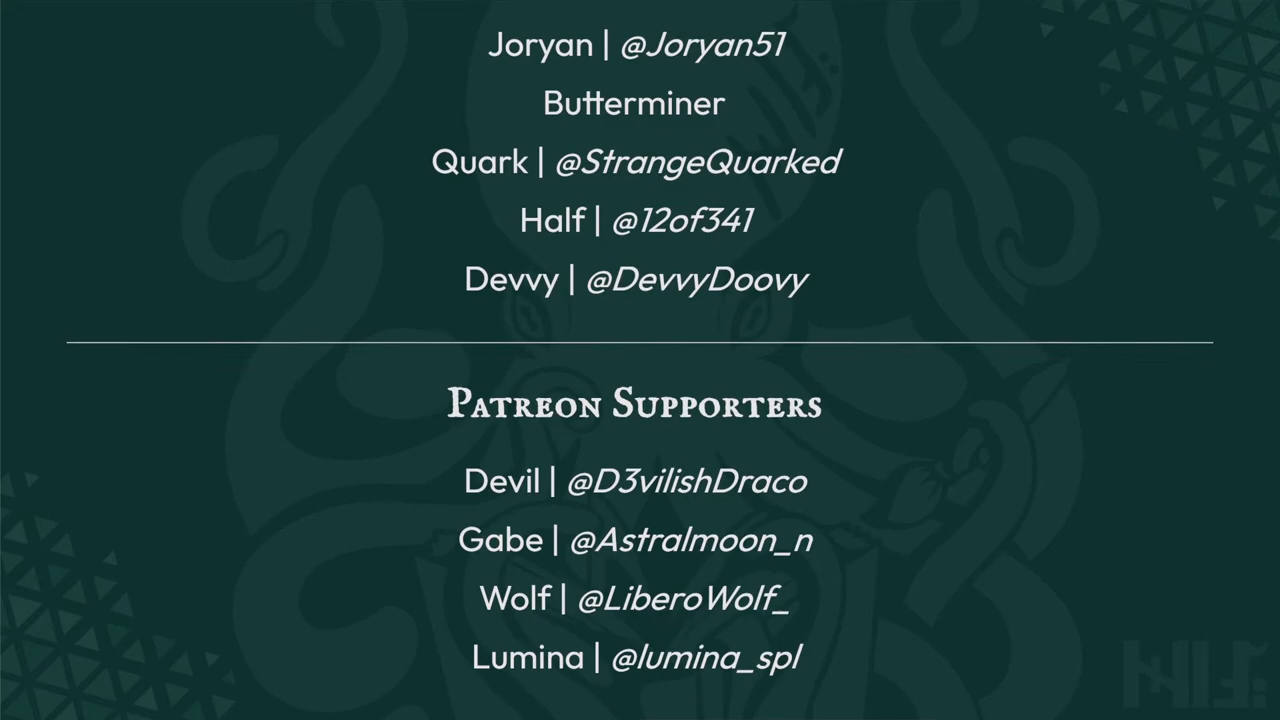 Joryan | @Joryan51
Butterminer
Quark | @StrangeQuarked
Half | @12of341
Devvy | @DevvyDoovy
Patreon Supporters
Devil | @D3vilishDraco
Gabe | @Astralmoon_n
Wolf | @LiberoWolf_
Lumina | @lumina_spl